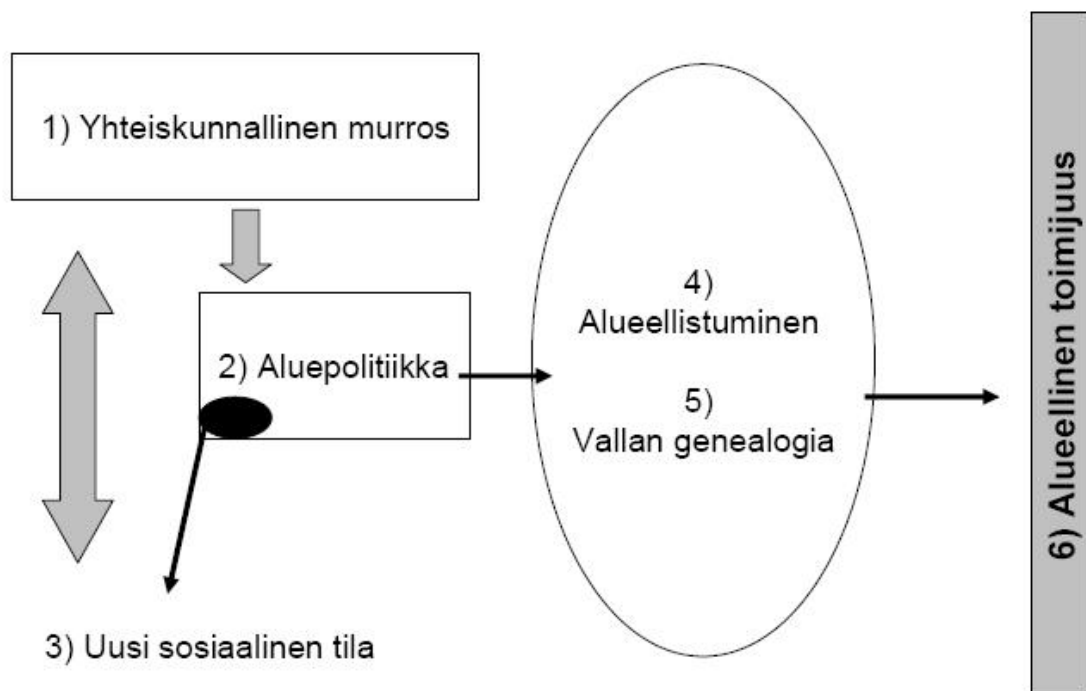 1) Yhteiskunnallinen murros
2) Aluepolitiikka
3) Uusi sosiaalinen tila
4)
Alueellistuminen
5)
Vallan genealogia
6) Alueellinen toimijuus